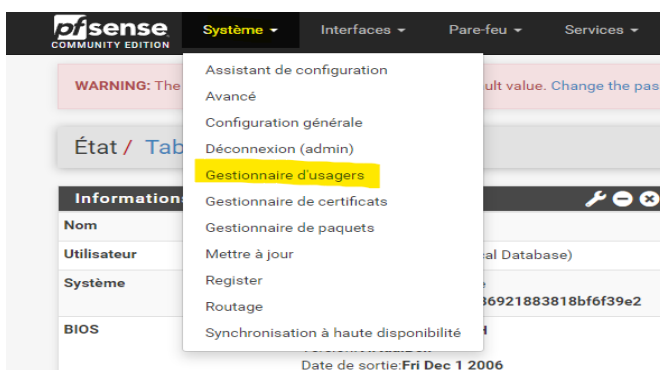 pfsense
COMMUNITY EDITION
Système Interfaces Pare-feu Services
Assistant de configuration
WARNING: The ult value. Change the pas
Avancé
Configuration générale
État / Tab
Déconnexion (admin)
Gestionnaire d'usagers
Information
Gestionnaire de certificats
Nom
Gestionnaire de paquets
Utilisateur
Mettre à jour
cal Database)
Système
Register
Routage
36921883818bf6f39e2
BIOS
Synchronisation à haute disponibilité
Date de sortie:Fri Dec 1 2006